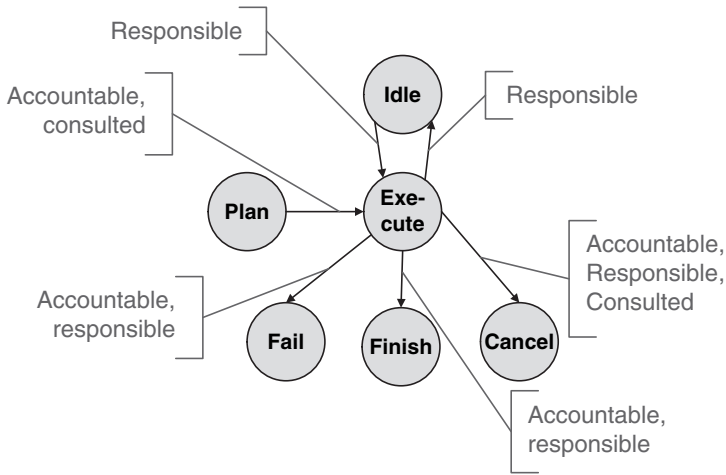 Responsible
Accountable,
consulted
Idle
Responsible
Plan
Exe-
cute
Accountable,
Responsible,
Consulted
Accountable,
responsible
Fail
Finish
Cancel
Accountable,
responsible